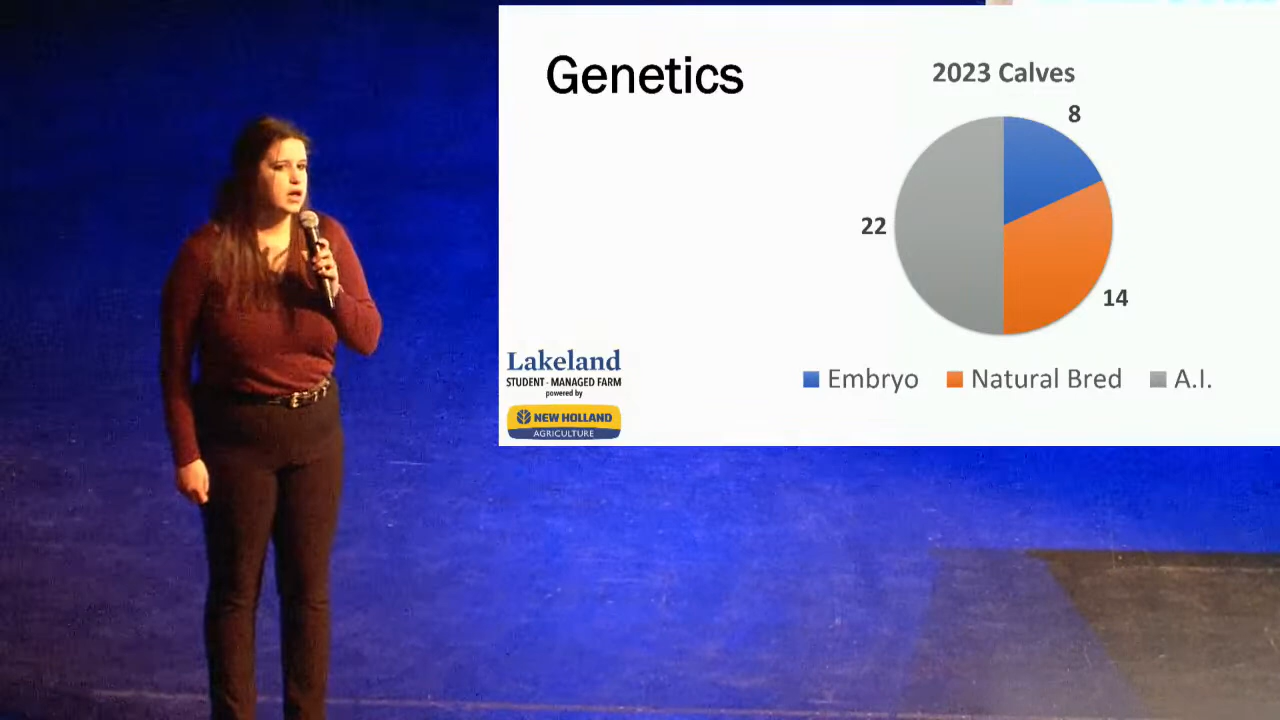 Genetics
2023 Calves
8
22
14
Embryo Natural Bred A.I.
Lakeland
STUDENT - MANAGED FARM
powered by
NEW HOLLAND
AGRICULTURE